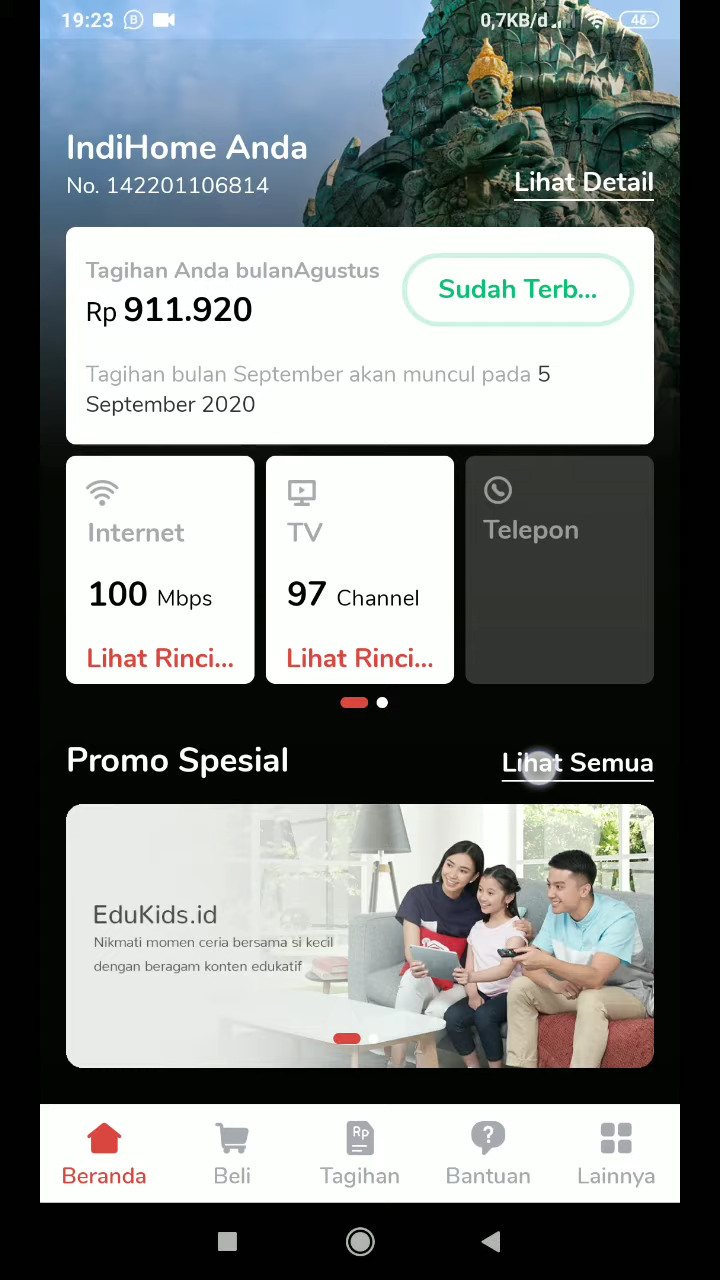 19:23
0,7KB/d
46
IndiHome Anda
No. 142201106814
Lihat Detail
Tagihan Anda bulanAgustus
Rp 911.920
Sudah Terb...
Tagihan bulan September akan muncul pada 5
September 2020
Internet
100 Mbps
Lihat Rinci...
TV
97 Channel
Lihat Rinci...
Telepon
Promo Spesial
Lihat Semua
EduKids.id
Nikmati momen ceria bersama si kecil
dengan beragam konten edukatif
Rp
Beranda
Beli
Tagihan
Bantuan
Lainnya